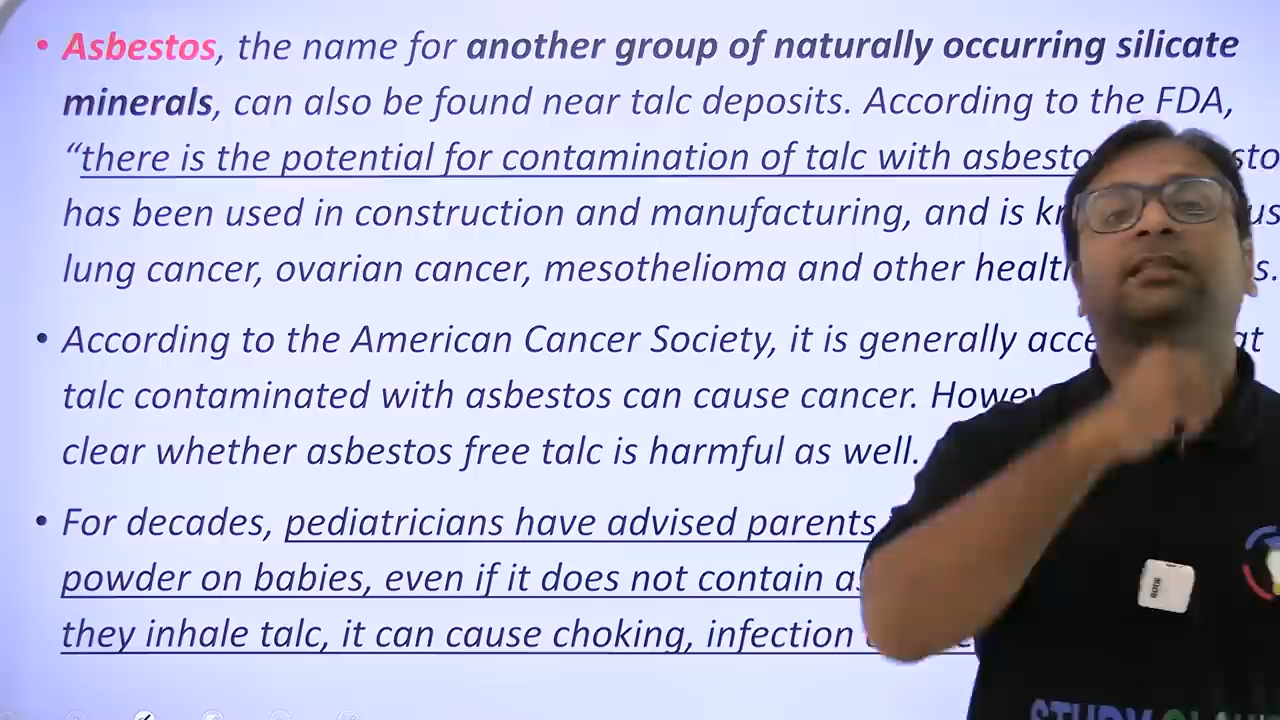 • Asbestos, the name for another group of naturally occurring silicate
minerals, can also be found near talc deposits. According to the FDA,
“there is the potential for contamination of talc with
has been used in construction and manufacturing, and is
lung cancer, ovarian cancer, mesothelioma and other
• According to the American Cancer Society, it is generally
talc contaminated with asbestos can cause cancer.
clear whether asbestos free talc is harmful as well.
• For decades, pediatricians have advised parents
powder on babies, even if it does not contain
they inhale talc, it can cause choking, infection
STUDY